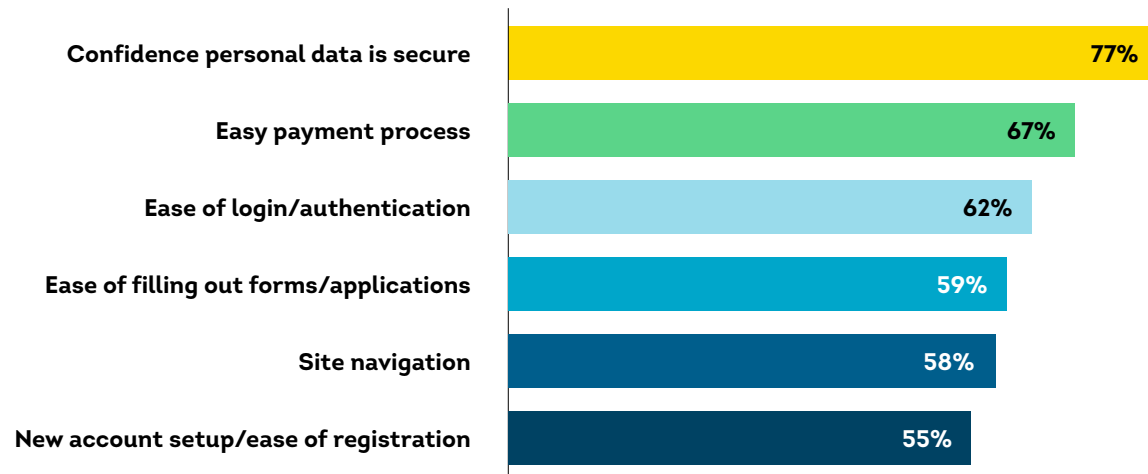 Confidence personal data is secure 77%
Easy payment process 67%
Ease of login/authentication 62%
Ease of filling out forms/applications 59%
Site navigation 58%
New account setup/ease of registration 55%